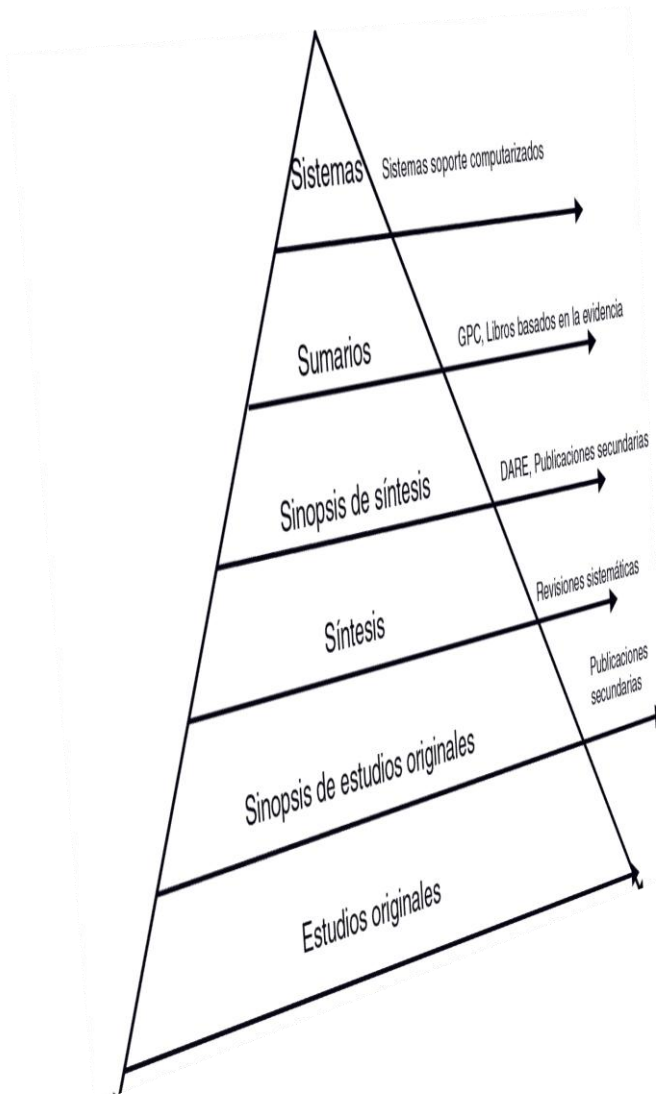 Sistemas
Sistemas soporte computarizados
Sumarios
GPC, Libros basados en la evidencia
Sinopsis de síntesis
DARE, Publicaciones secundarias
Síntesis
Revisiones sistemáticas
Publicaciones
secundarias
Sinopsis de estudios originales
Estudios originales